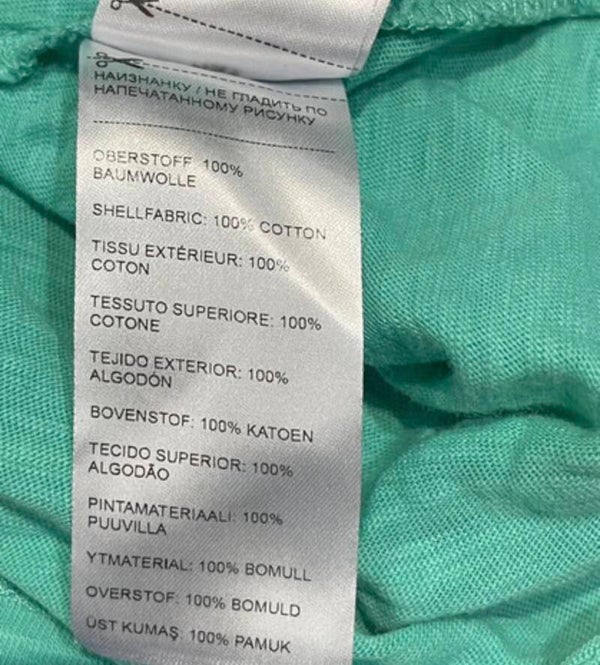 НАИЗНАНКУ / НЕ ГЛАДИТЬ ПО
НАПЕЧАТАННОМУ РИСУНКУ
OBERSTOFF 100%
BAUMWOLLE
SHELLFABRIC: 100% COTTON
TISSU EXTÉRIEUR: 100%
COTON
TESSUTO SUPERIORE: 100%
COTONE
TEJIDO EXTERIOR: 100%
ALGODÓN
BOVENSTOF: 100% KATOEN
TECIDO SUPERIOR: 100%
ALGODÃO
PINTAMATERIAALI: 100%
PUUVILLA
YTMATERIAL: 100% BOMULL
OVERSTOF: 100% BOMULD
ÜST KUMAŞ: 100% PAMUK